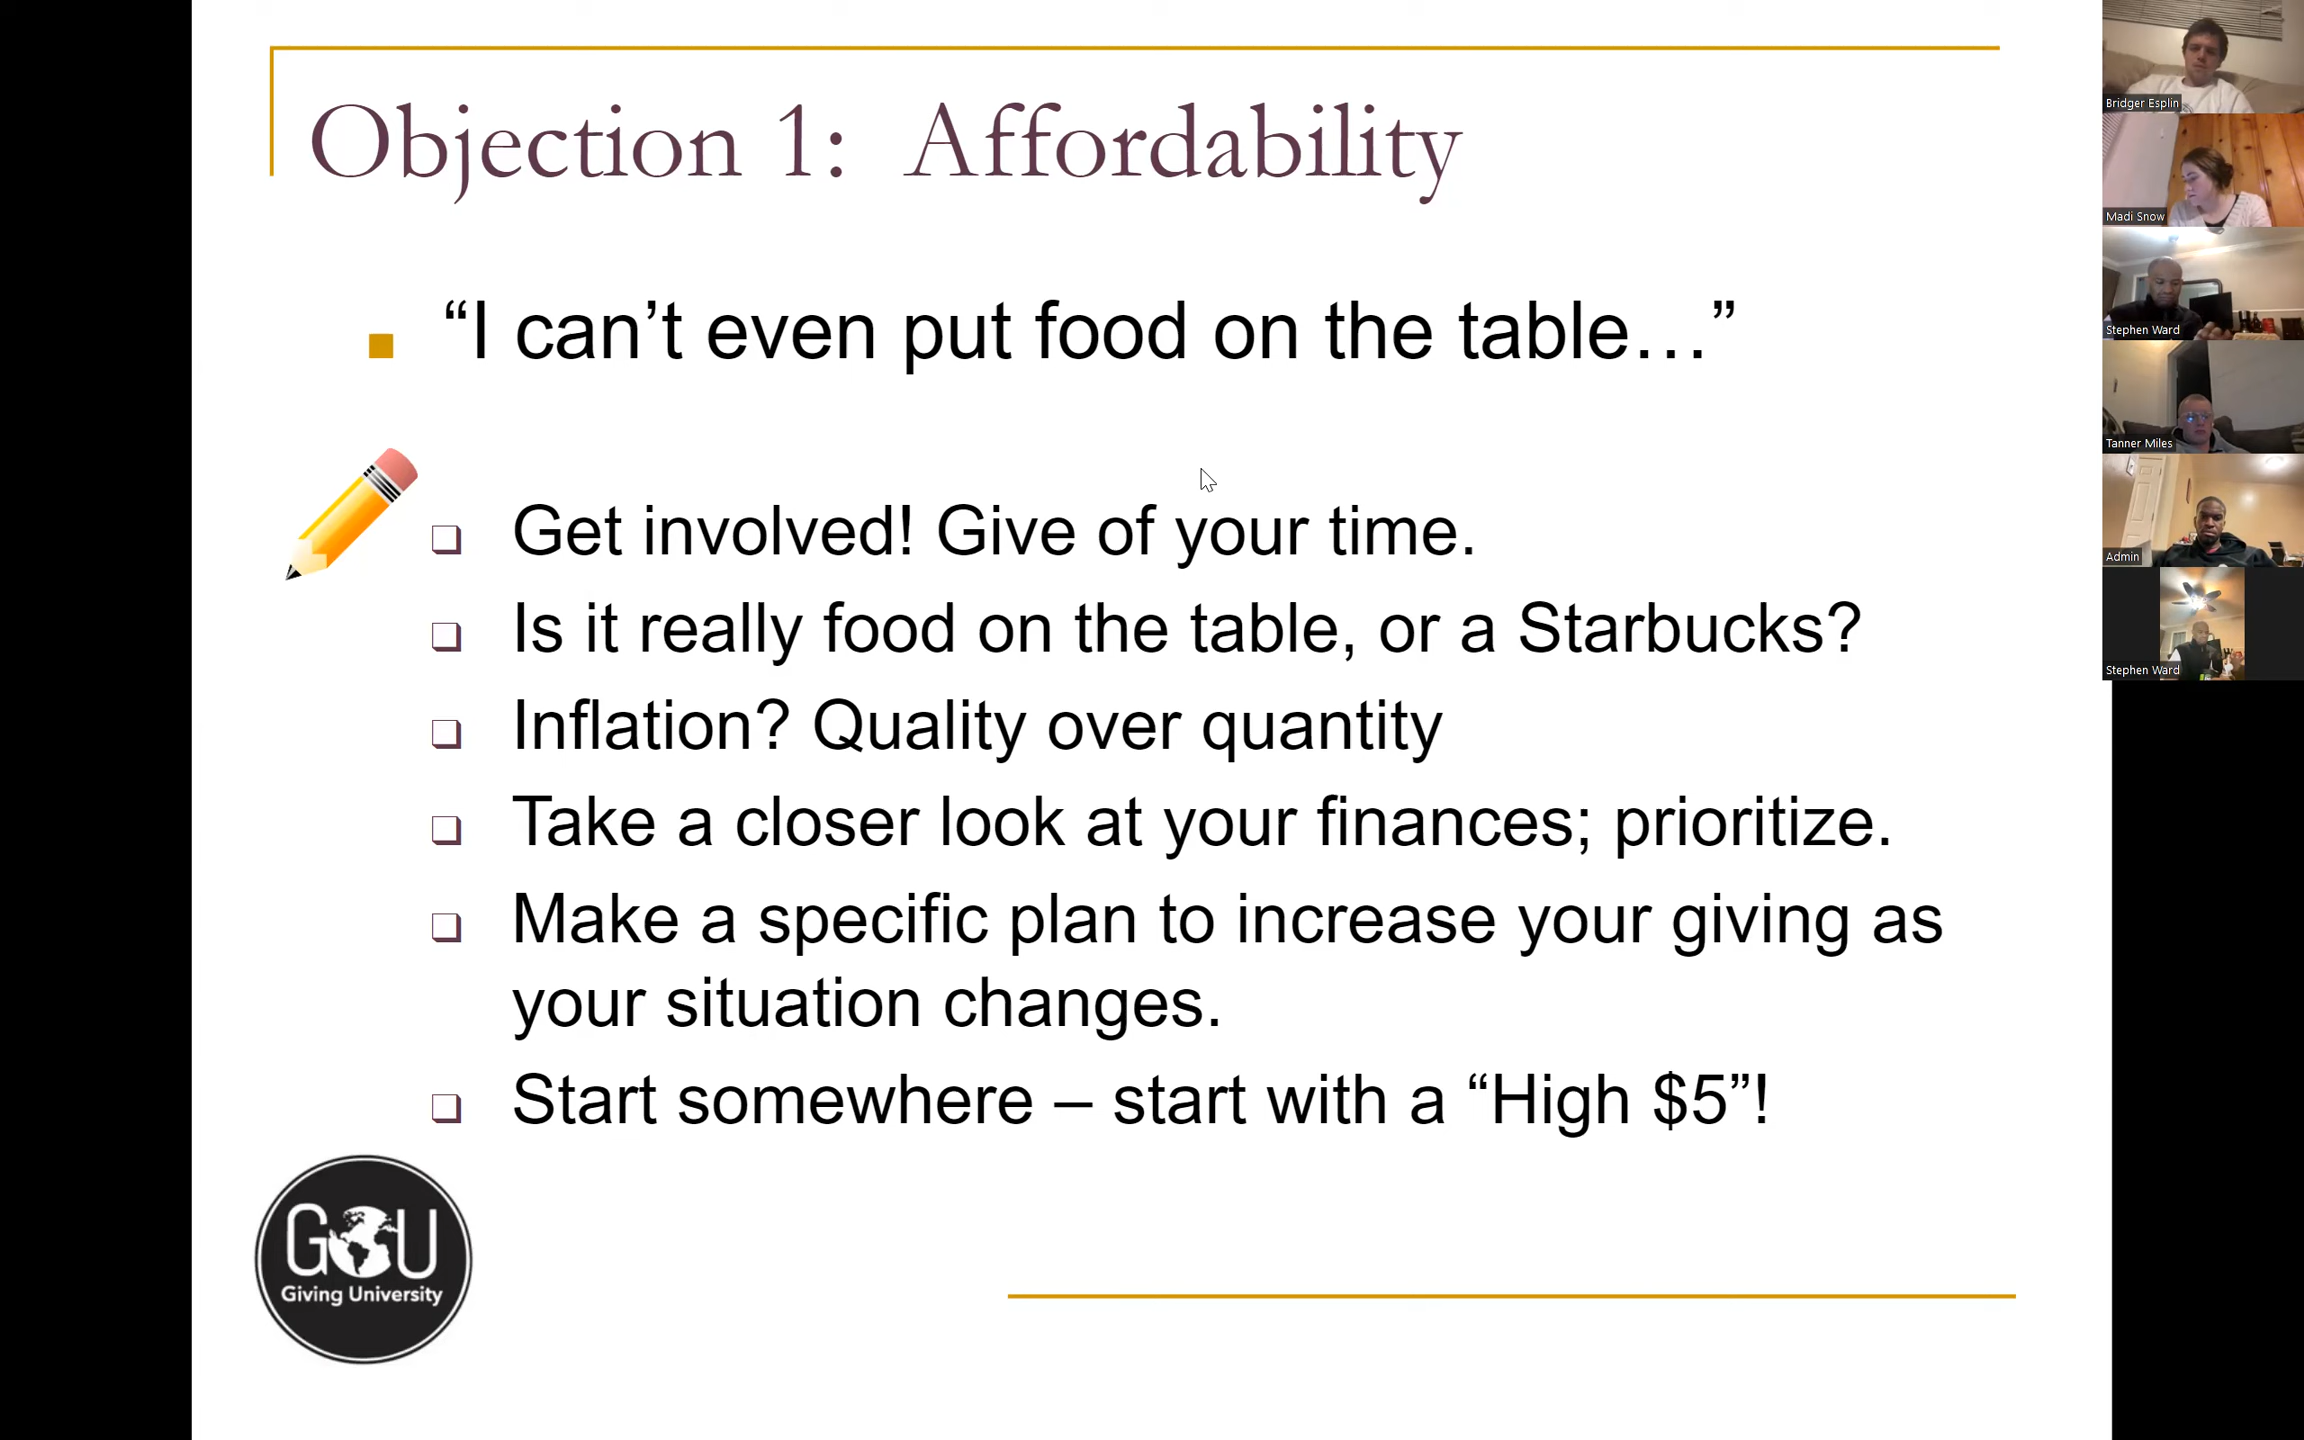 Objection 1: Affordability
“I can’t even put food on the table…”
Get involved! Give of your time.
Is it really food on the table, or a Starbucks?
Inflation? Quality over quantity
Take a closer look at your finances; prioritize.
Make a specific plan to increase your giving as
your situation changes.
Start somewhere – start with a “High $5”!
G U
Giving University
Bridger Esplin
Madi Snow
Stephen Ward
Tanner Miles
Admin
Stephen Ward